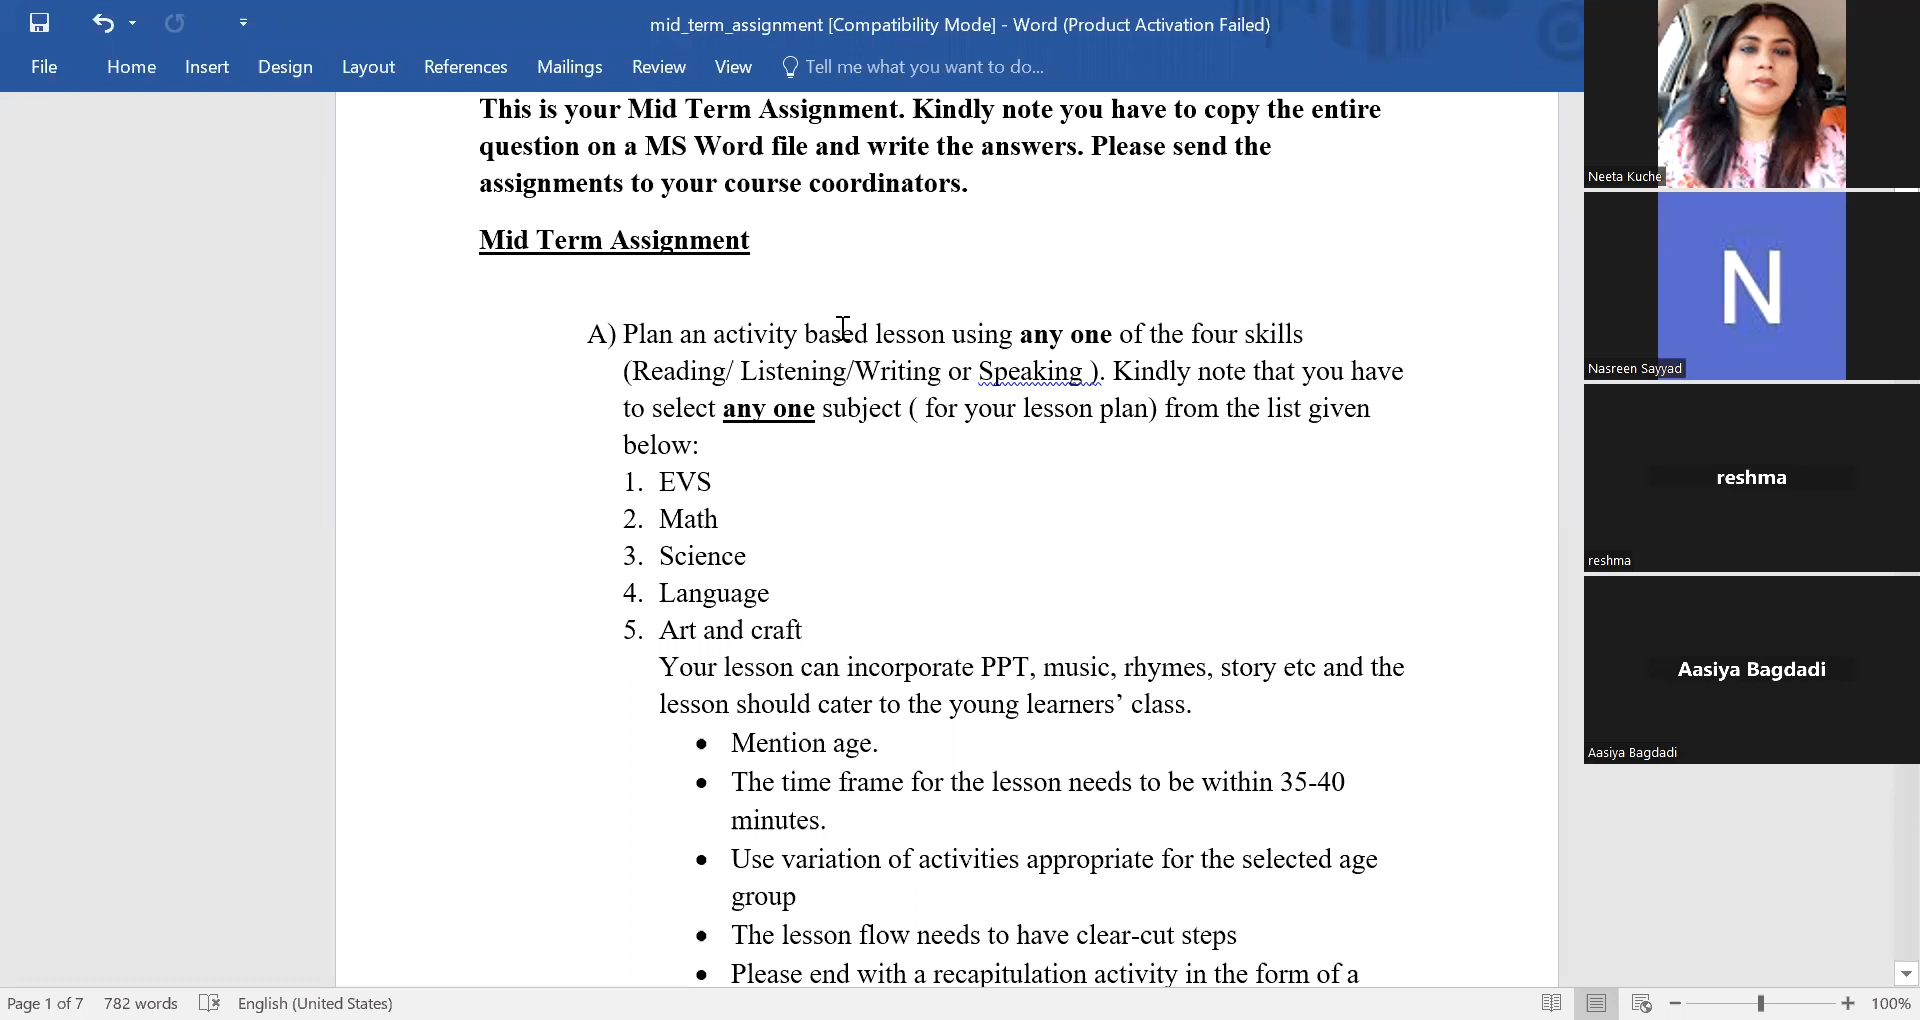 mid_term_assignment [Compatibility Mode] - Word (Product Activation Failed)
File Home Insert Design Layout References Mailings Review View Tell me what you want to do...
This is your Mid Term Assignment. Kindly note you have to copy the entire
question on a MS Word file and write the answers. Please send the
assignments to your course coordinators.
Mid Term Assignment
A) Plan an activity based lesson using any one of the four skills
(Reading/ Listening/Writing or Speaking ). Kindly note that you have
to select any one subject ( for your lesson plan) from the list given
below:
1. EVS
2. Math
3. Science
4. Language
5. Art and craft
Your lesson can incorporate PPT, music, rhymes, story etc and the
lesson should cater to the young learners’ class.
• Mention age.
• The time frame for the lesson needs to be within 35-40
minutes.
• Use variation of activities appropriate for the selected age
group
• The lesson flow needs to have clear-cut steps
• Please end with a recapitulation activity in the form of a
Neeta Kuche
N
Nasreen Sayyad
reshma
reshma
Aasiya Bagdadi
Aasiya Bagdadi
Page 1 of 7 782 words English (United States) 100%